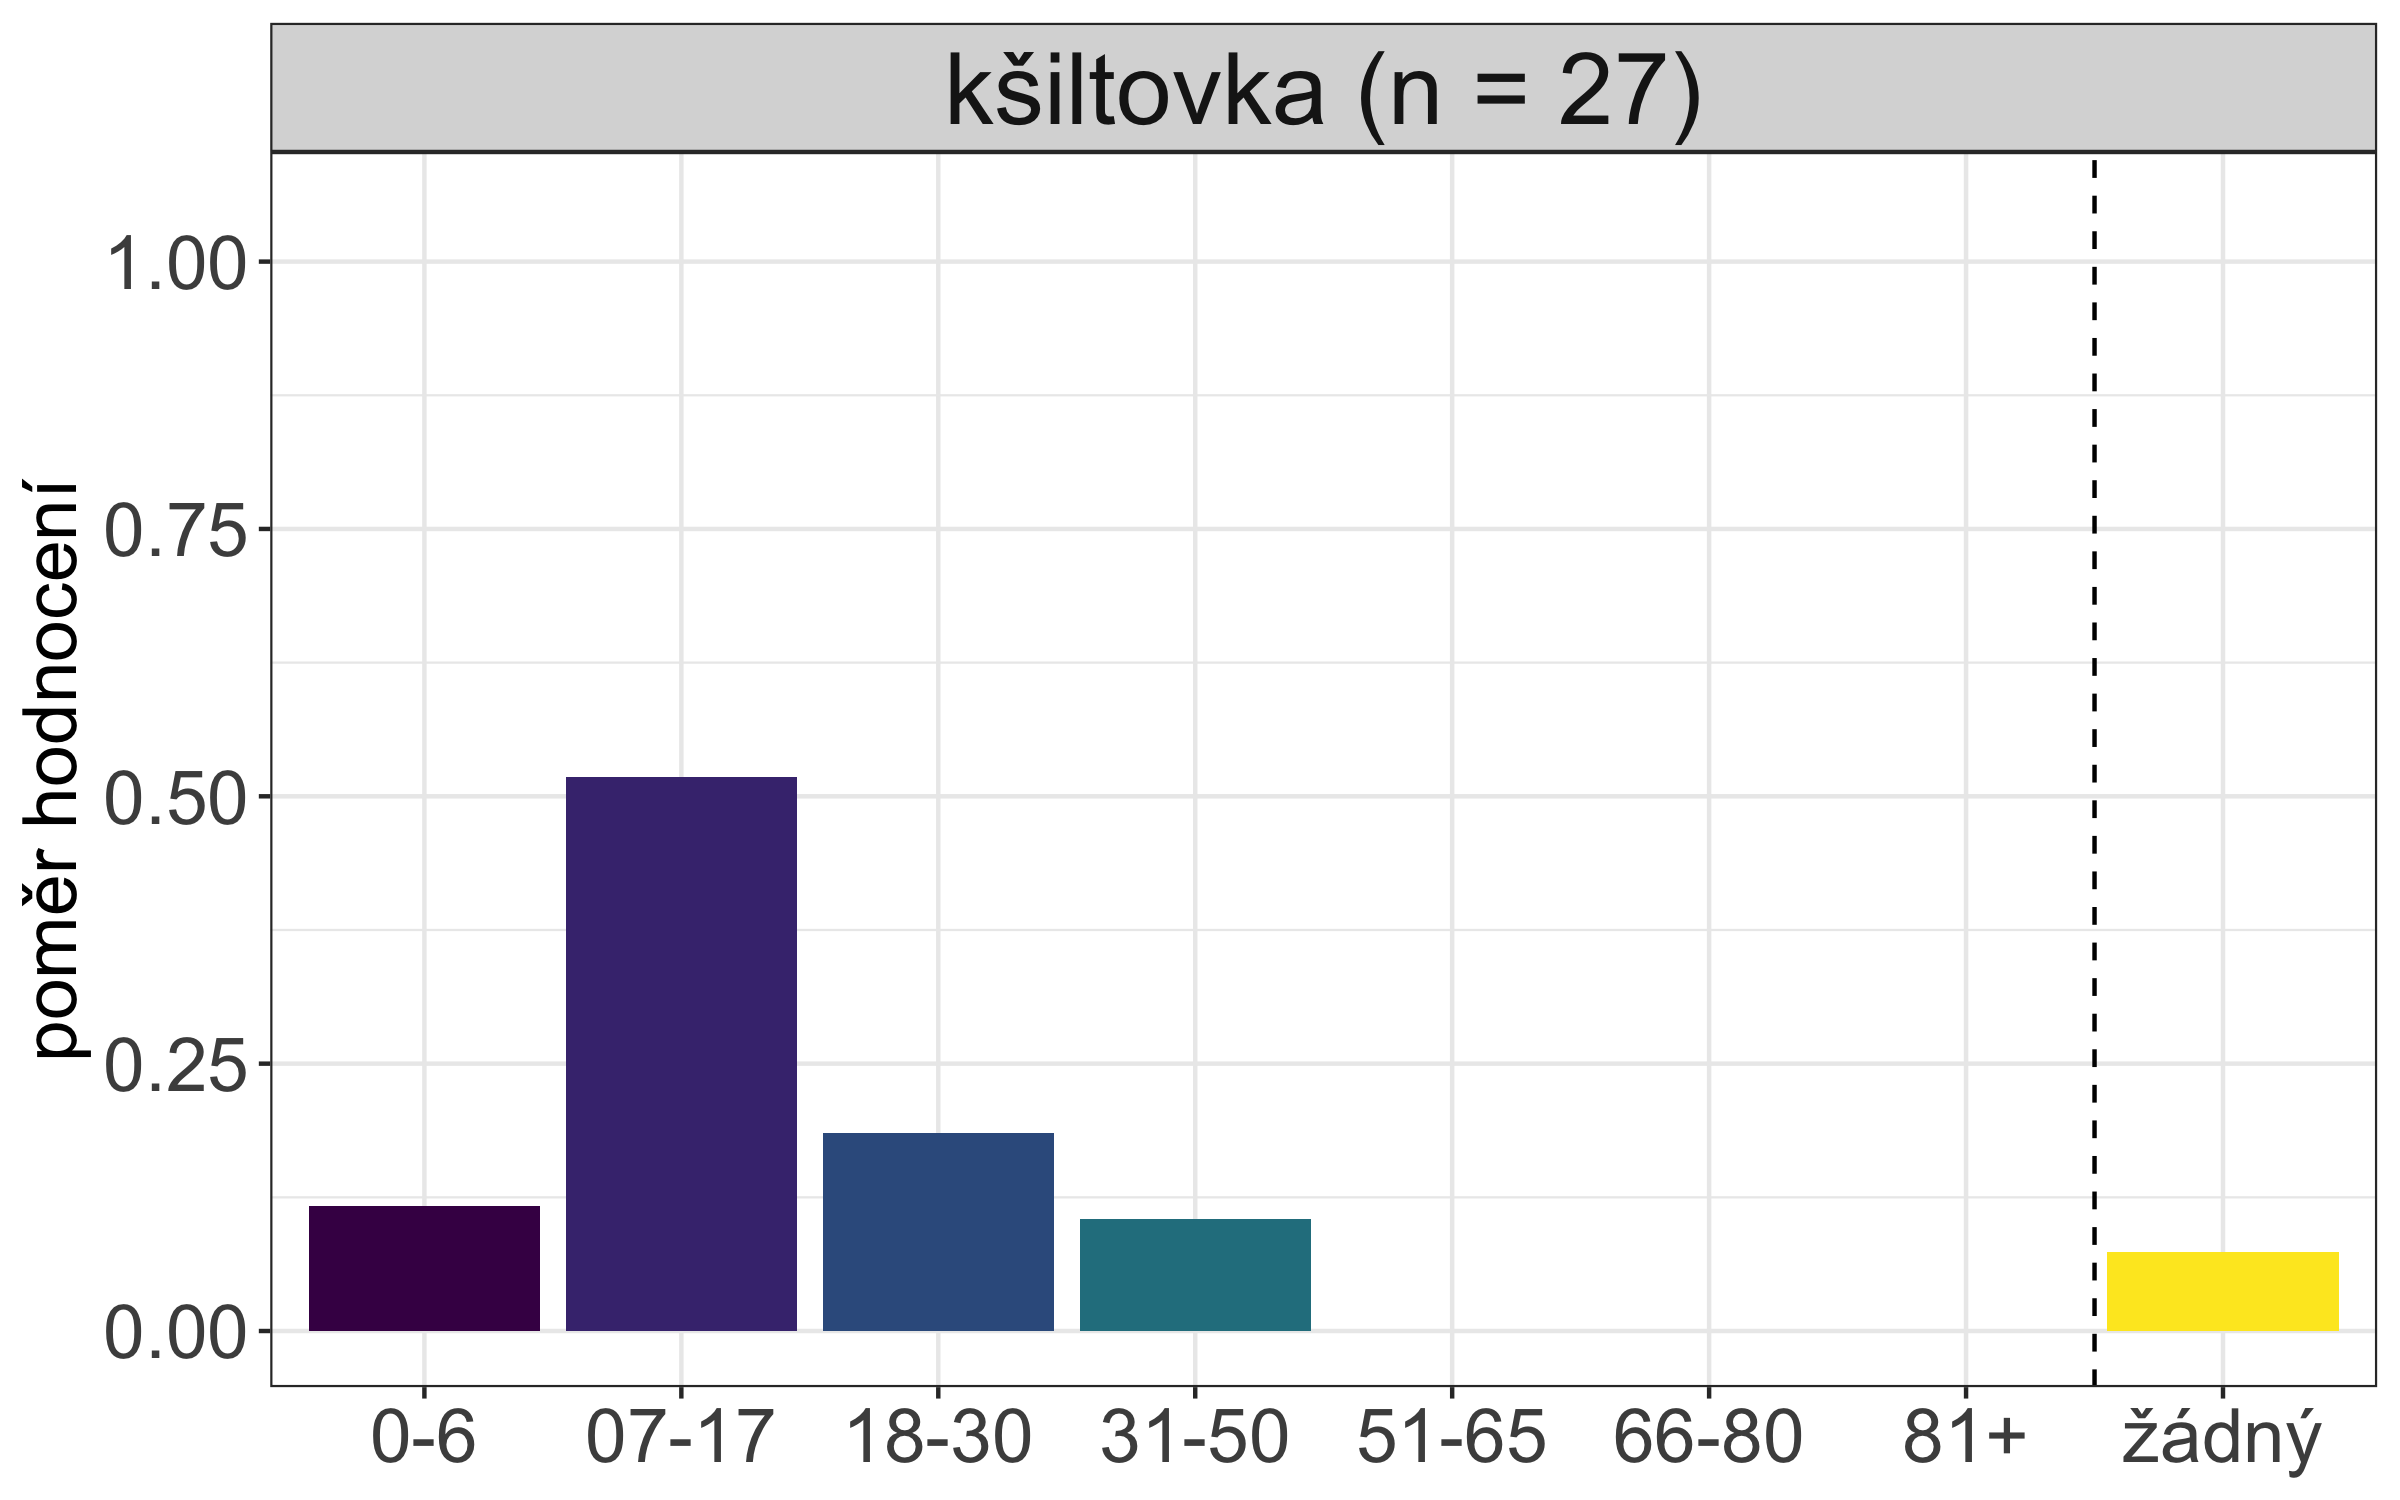 kšiltovka (n = 27)
poměr hodnocení
1.00
0.75
0.50
0.25
0.00
0-6 07-17 18-30 31-50 51-65 66-80 81+ žádný